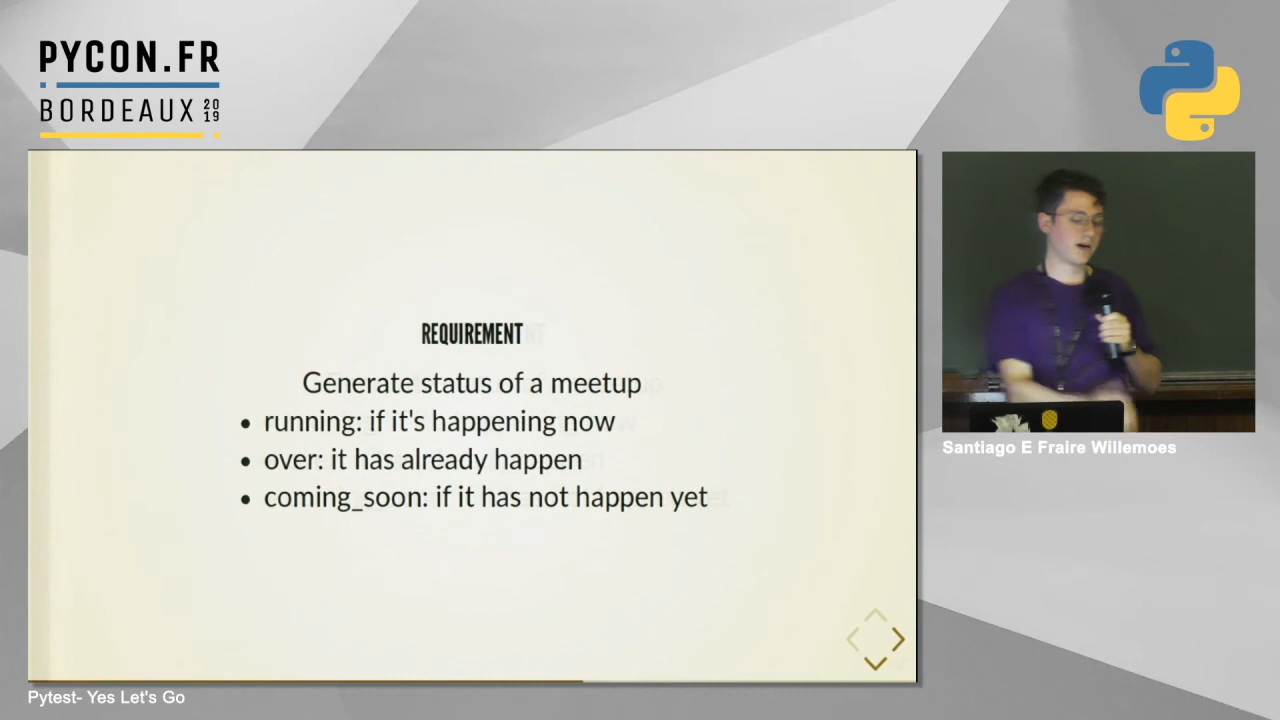 PYCON.FR
BORDEAUX 2019
REQUIREMENT
Generate status of a meetup
running: if it's happening now
over: it has already happen
coming_soon: if it has not happen yet
Santiago E Fraire Willemoes
Pytest- Yes Let's Go